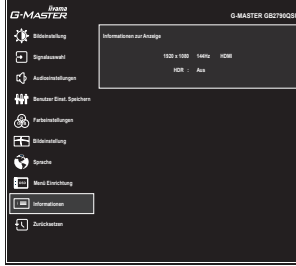 iiyama
G-MASTER
G-MASTER GB2790QS
Bildeinstellung
Informationen zur Anzeige
Signalauswahl
1920 x 1080 144Hz HDMI
HDR : Aus
Audioeinstellungen
Benutzer Einst. Speichern
Farbeinstellungen
Bildeinstellung
Sprache
Menü Einrichtung
Informationen
Zurücksetzen